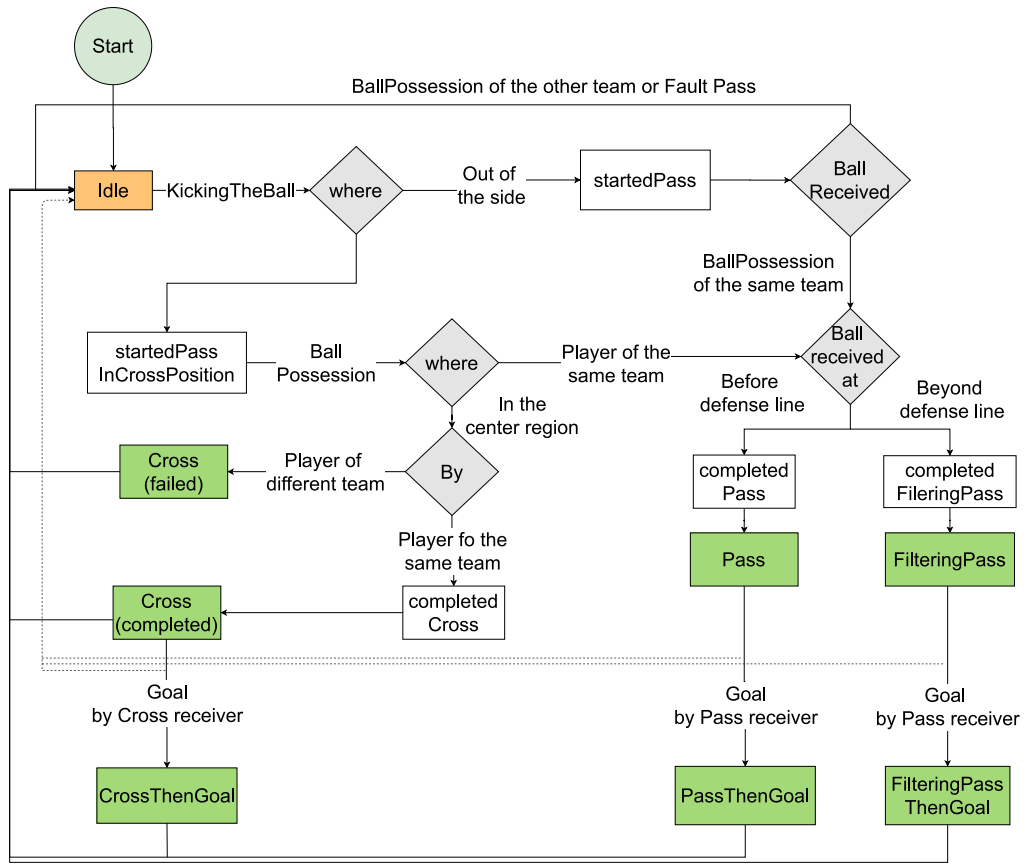 Start
BallPossession of the other team or Fault Pass
Idle
KickingTheBall
where
Out of
the side
startedPass
Ball
Received
BallPossession
of the same team
startedPass
InCrossPosition
Ball
Possession
where
Player of the
same team
Ball
received
at
Before
defense line
Beyond
defense line
In the
center region
Cross
(failed)
Player of
different team
By
completed
Pass
completed
FileringPass
Player fo the
same team
Pass
FilteringPass
Cross
(completed)
completed
Cross
Goal
by Cross receiver
Goal
by Pass receiver
Goal
by Pass receiver
CrossThenGoal
PassThenGoal
FilteringPass
ThenGoal